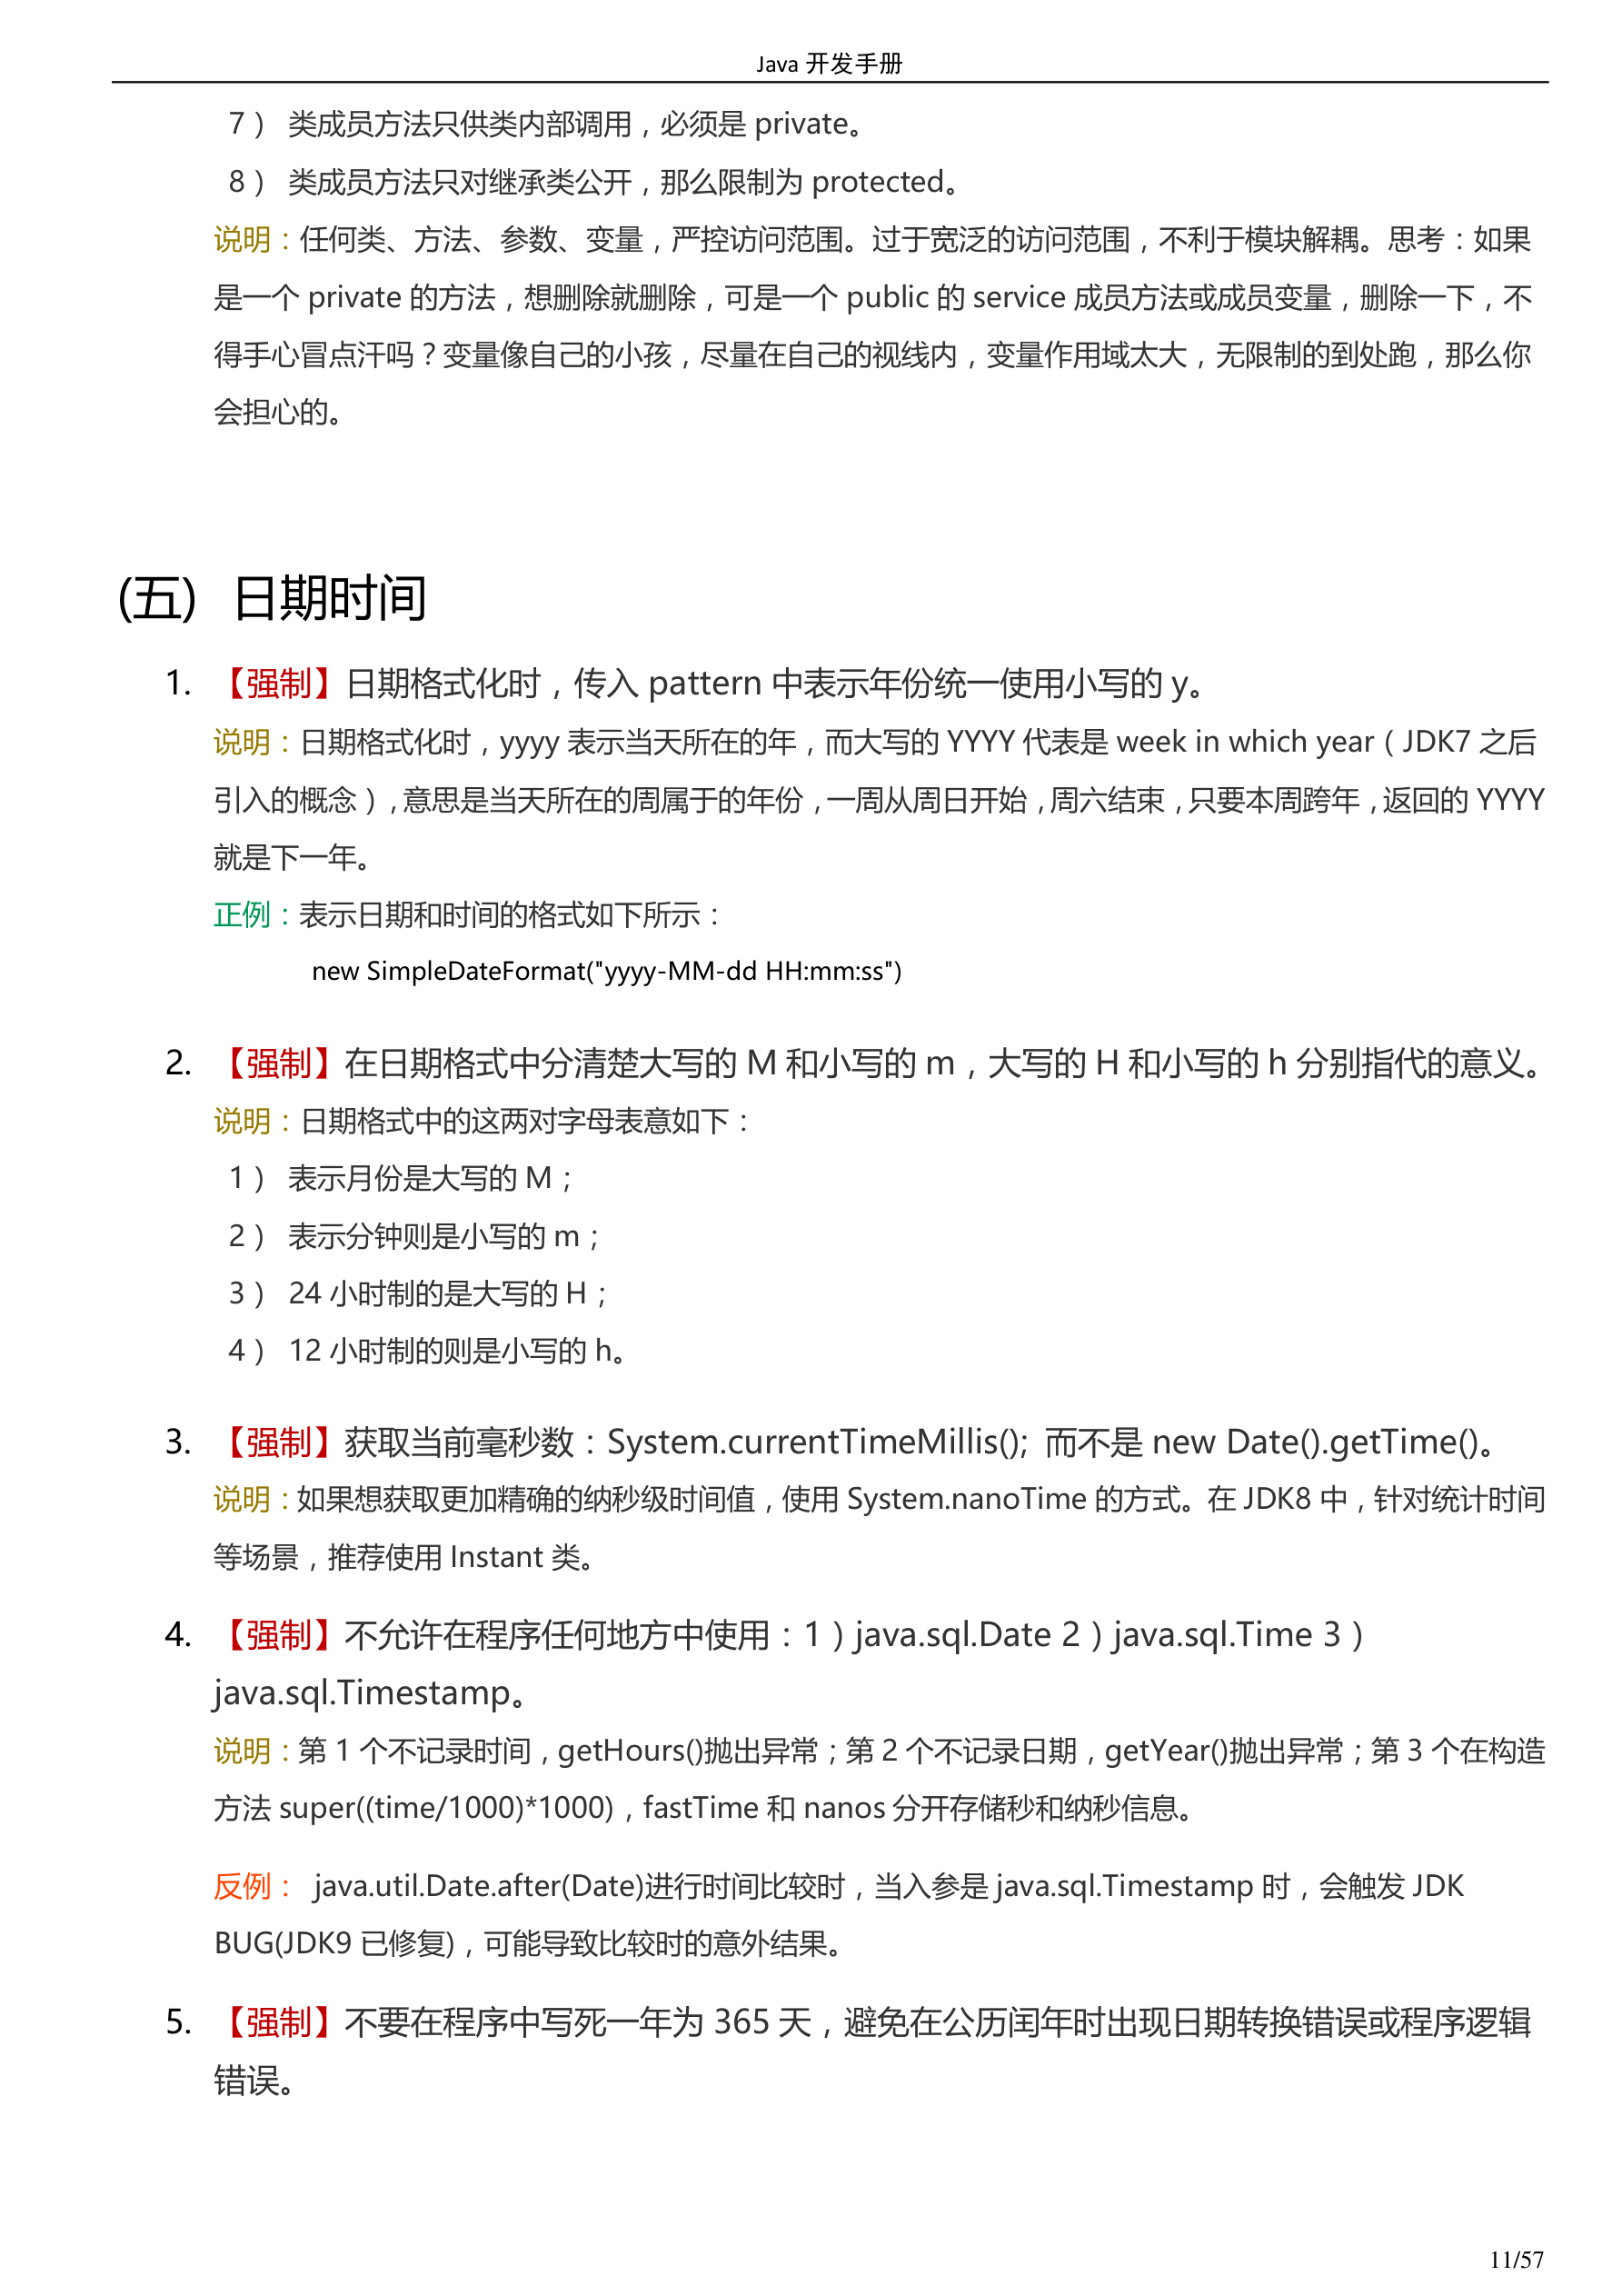 Java 开发手册
7） 类成员方法只供类内部调用，必须是 private。
8） 类成员方法只对继承类公开，那么限制为 protected。
说明：任何类、方法、参数、变量，严控访问范围。过于宽泛的访问范围，不利于模块解耦。思考：如果
是一个 private 的方法，想删除就删除，可是一个 public 的 service 成员方法或成员变量，删除一下，不
得手心冒点汗吗？变量像自己的小孩，尽量在自己的视线内，变量作用域太大，无限制的到处跑，那么你
会担心的。
(五) 日期时间
1. 【强制】日期格式化时，传入 pattern 中表示年份统一使用小写的 y。
说明：日期格式化时，yyyy 表示当天所在的年，而大写的 YYYY 代表是 week in which year（JDK7 之后
引入的概念），意思是当天所在的周属于的年份，一周从周日开始，周六结束，只要本周跨年，返回的 YYYY
就是下一年。
正例：表示日期和时间的格式如下所示：
new SimpleDateFormat("yyyy-MM-dd HH:mm:ss")
2. 【强制】在日期格式中分清楚大写的 M 和小写的 m，大写的 H 和小写的 h 分别指代的意义。
说明：日期格式中的这两对字母表意如下：
1） 表示月份是大写的 M；
2） 表示分钟则是小写的 m；
3） 24 小时制的是大写的 H；
4） 12 小时制的则是小写的 h。
3. 【强制】获取当前毫秒数：System.currentTimeMillis(); 而不是 new Date().getTime()。
说明：如果想获取更加精确的纳秒级时间值，使用 System.nanoTime 的方式。在 JDK8 中，针对统计时间
等场景，推荐使用 Instant 类。
4. 【强制】不允许在程序任何地方中使用：1）java.sql.Date 2）java.sql.Time 3）
java.sql.Timestamp。
说明：第 1 个不记录时间，getHours()抛出异常；第 2 个不记录日期，getYear()抛出异常；第 3 个在构造
方法 super((time/1000)*1000)，fastTime 和 nanos 分开存储秒和纳秒信息。
反例： java.util.Date.after(Date)进行时间比较时，当入参是 java.sql.Timestamp 时，会触发 JDK
BUG(JDK9 已修复)，可能导致比较时的意外结果。
5. 【强制】不要在程序中写死一年为 365 天，避免在公历闰年时出现日期转换错误或程序逻辑
错误。
11/57